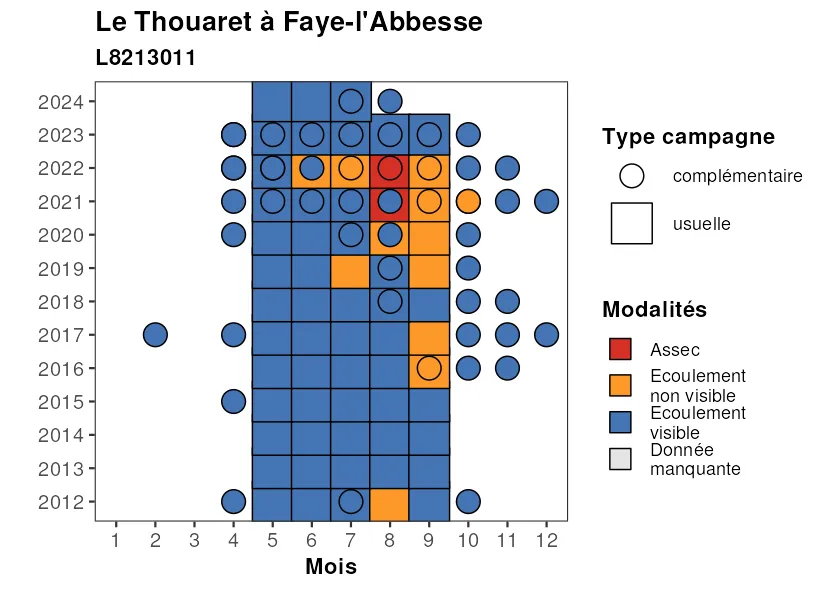 Le Thouaret à Faye-l'Abbesse
L8213011
2024
2023
2022
2021
2020
2019
2018
2017
2016
2015
2014
2013
2012
1 2 3 4 5 6 7 8 9 10 11 12
Mois
Type campagne
complémentaire
usuelle
Modalités
Assec
Ecoulement
non visible
Ecoulement
visible
Donnée
manquante